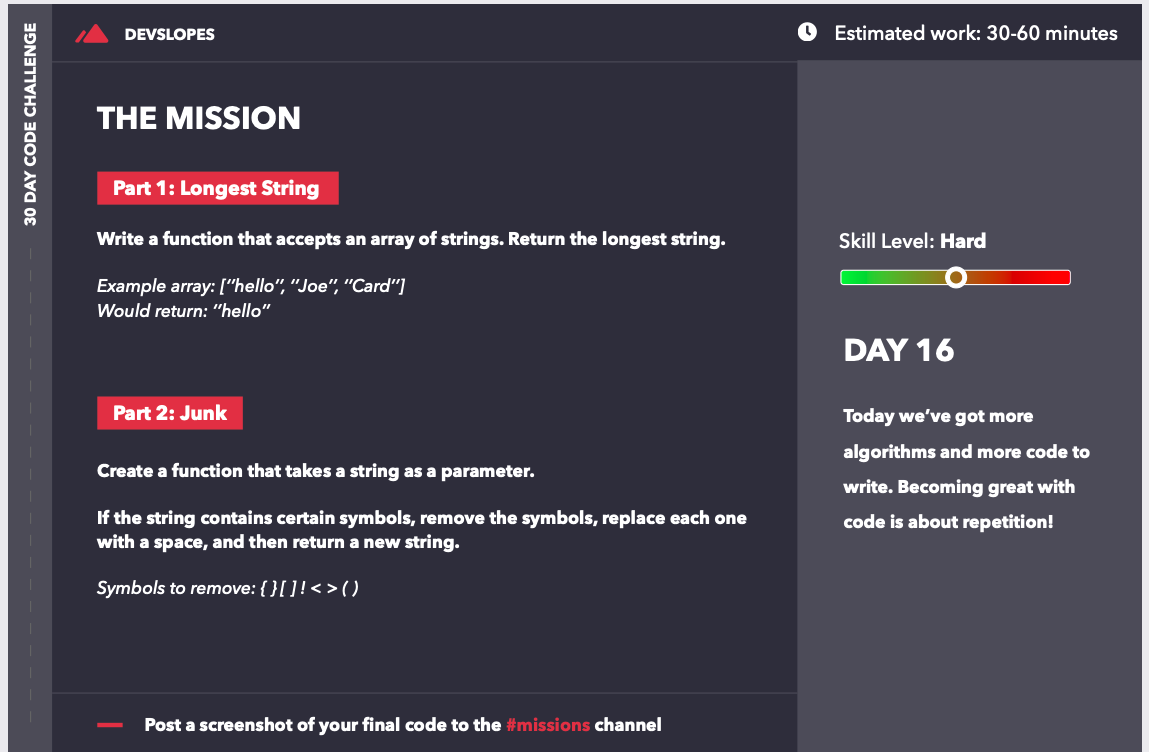 30 DAY CODE CHALLENGE
DEVSLOPES
Estimated work: 30-60 minutes
THE MISSION
Part 1: Longest String
Write a function that accepts an array of strings. Return the longest string.
Example array: [“hello”, “Joe”, “Card”]
Would return: “hello”
Part 2: Junk
Create a function that takes a string as a parameter.
If the string contains certain symbols, remove the symbols, replace each one
with a space, and then return a new string.
Symbols to remove: { } [ ] ! < > ( )
Post a screenshot of your final code to the #missions channel
Skill Level: Hard
DAY 16
Today we’ve got more
algorithms and more code to
write. Becoming great with
code is about repetition!